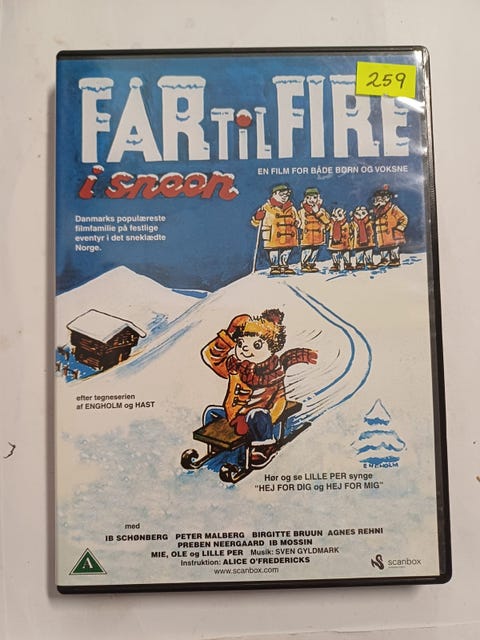 259
FAR TIL FIRE
i sneen
EN FILM FOR BÅDE BØRN OG VOKSNE
Danmarks populæreste
filmfamilie på festlige
eventyr i det sneklædte
Norge.
efter tegneserien
af ENGHOLM og HAST
ENGHOLM
Hør og se LILLE PER synge
"HEJ FOR DIG og HEJ FOR MIG"
med
IB SCHØNBERG PETER MALBERG BIRGITTE BRUUN AGNES REHNI
PREBEN NEERGAARD IB MOSSIN
MIE, OLE og LILLE PER Musik: SVEN GYLDMARK
Instruktion: ALICE O'FREDERICKS
www.scanbox.com
A
scanbox